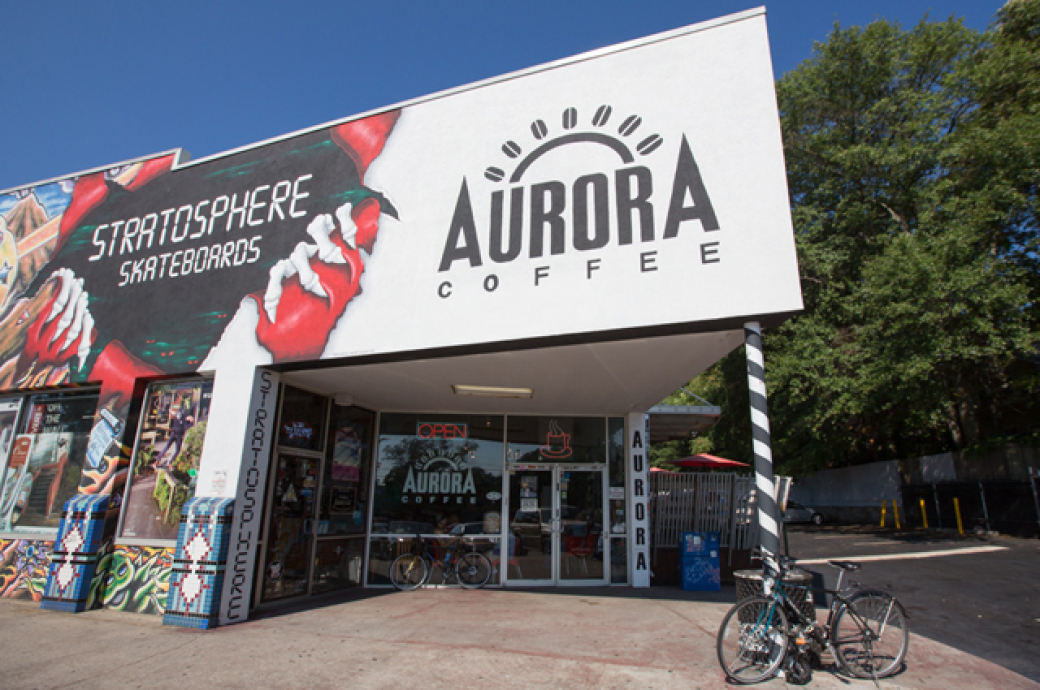 STRATOSPHERE
SKATEBOARDS
AURORA
COFFEE
STRATOSPHERE
OPEN
AURORA
COFFEE
AURORA